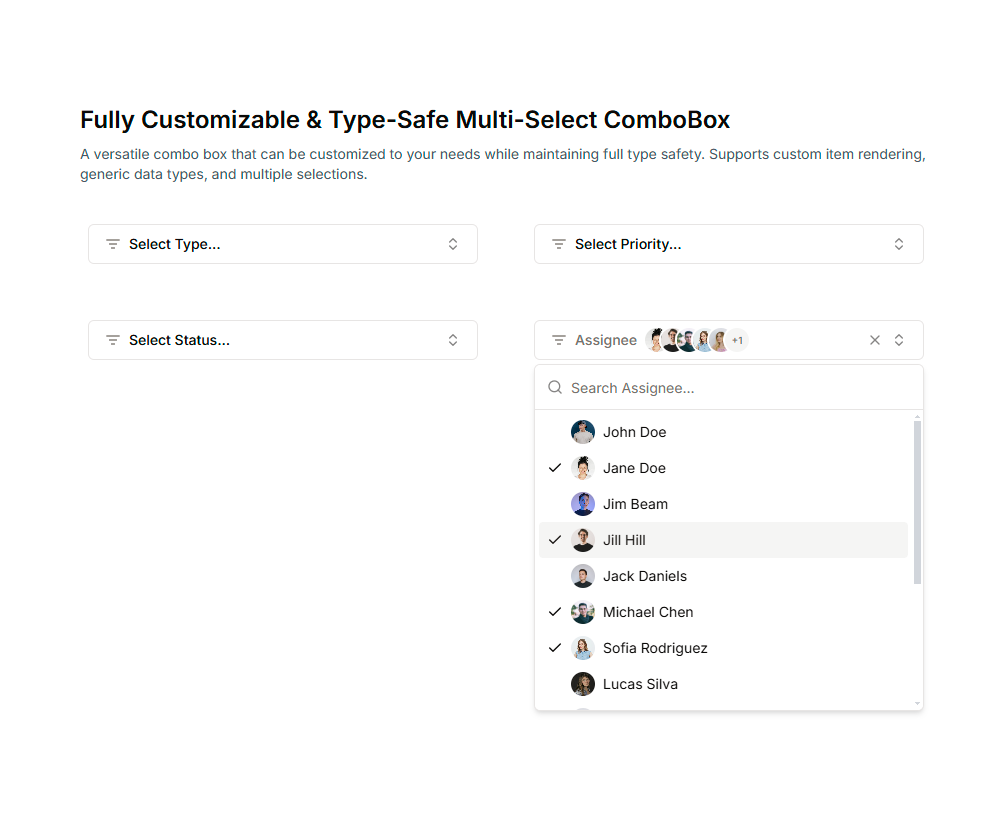 Fully Customizable & Type-Safe Multi-Select ComboBox
A versatile combo box that can be customized to your needs while maintaining full type safety. Supports custom item rendering,
generic data types, and multiple selections.
Select Type...
Select Priority...
Select Status...
Assignee +1
Search Assignee...
John Doe
Jane Doe
Jim Beam
Jill Hill
Jack Daniels
Michael Chen
Sofia Rodriguez
Lucas Silva